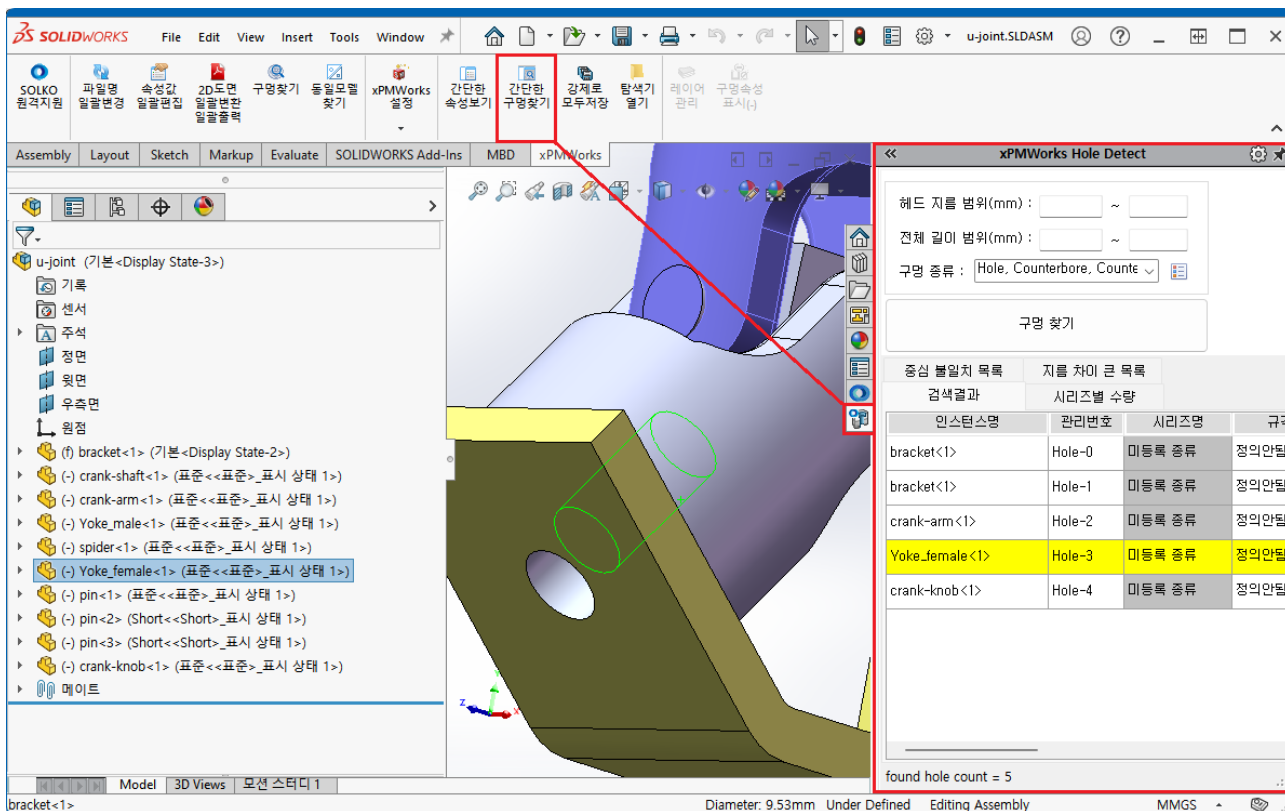 SOLIDWORKS File Edit View Insert Tools Window u-joint.SLDASM
SOLKO
원격지원
파일명
일괄변경
속성값
일괄편집
2D도면
일괄변환
일괄출력
구멍찾기
동일모델
찾기
xPMWorks
설정
간단한
속성보기
간단한
구멍찾기
강제로
모두저장
탐색기
열기
레이어
관리
구멍속성
표시(-)
Assembly Layout Sketch Markup Evaluate SOLIDWORKS Add-Ins MBD xPMWorks
u-joint (기본<Display State-3>)
기록
센서
주석
정면
윗면
우측면
원점
(f) bracket<1> (기본<Display State-2>)
(-) crank-shaft<1> (표준<<표준>_표시 상태 1>)
(-) crank-arm<1> (표준<<표준>_표시 상태 1>)
(-) Yoke_male<1> (표준<<표준>_표시 상태 1>)
(-) spider<1> (표준<<표준>_표시 상태 1>)
(-) Yoke_female<1> (표준<<표준>_표시 상태 1>)
(-) pin<1> (표준<<표준>_표시 상태 1>)
(-) pin<2> (Short<<Short>_표시 상태 1>)
(-) pin<3> (Short<<Short>_표시 상태 1>)
(-) crank-knob<1> (표준<<표준>_표시 상태 1>)
메이트
Y
Z X
xPMWorks Hole Detect
헤드 지름 범위(mm) : ~
전체 길이 범위(mm) : ~
구멍 종류 : Hole, Counterbore, Counte
구멍 찾기
중심 불일치 목록 지름 차이 큰 목록
검색결과 시리즈별 수량
인스턴스명 관리번호 시리즈명 규격
bracket<1> Hole-0 미등록 종류 정의안됨
bracket<1> Hole-1 미등록 종류 정의안됨
crank-arm<1> Hole-2 미등록 종류 정의안됨
Yoke_female<1> Hole-3 미등록 종류 정의안됨
crank-knob<1> Hole-4 미등록 종류 정의안됨
found hole count = 5
Model 3D Views 모션 스터디 1
bracket<1> Diameter: 9.53mm Under Defined Editing Assembly MMGS